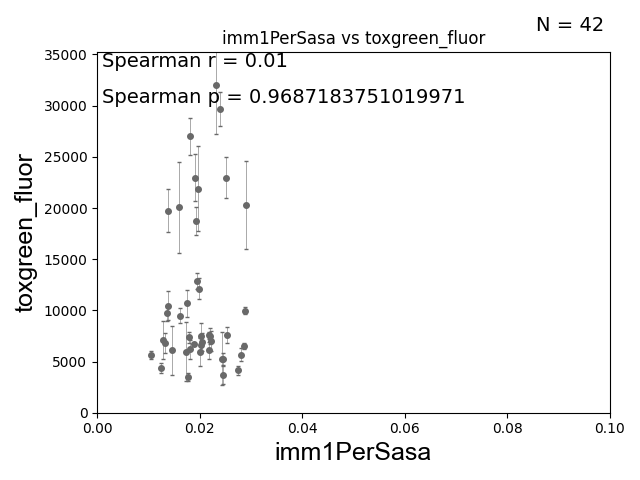 N = 42
imm1PerSasa vs toxgreen_fluor
Spearman r = 0.01
Spearman p = 0.9687183751019971
35000
30000
25000
20000
15000
10000
5000
0
toxgreen_fluor
0.00 0.02 0.04 0.06 0.08 0.10
imm1PerSasa